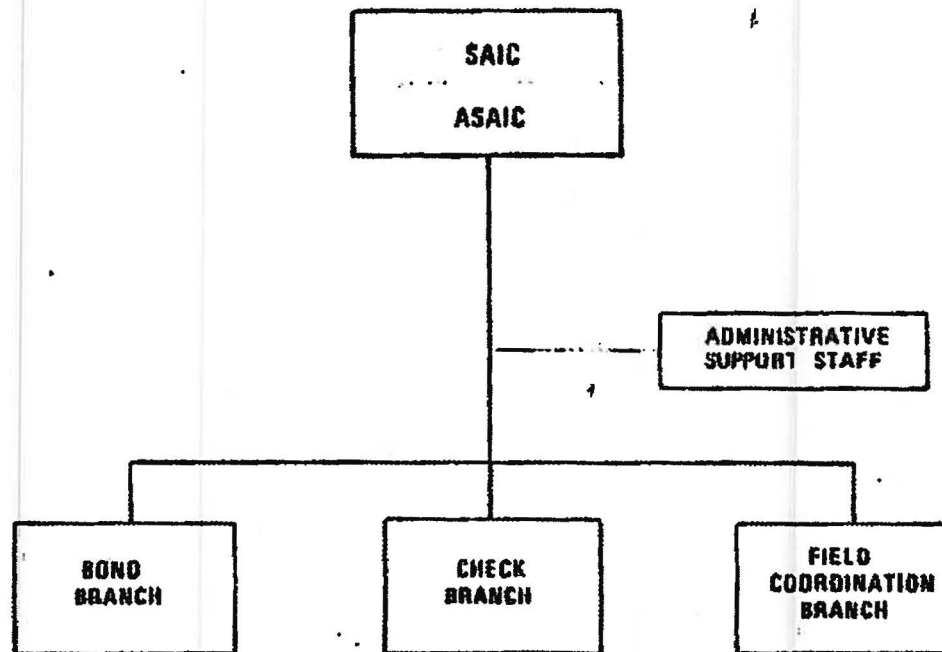 SAIC
ASAIC
ADMINISTRATIVE
SUPPORT STAFF
BOND
BRANCH
CHECK
BRANCH
FIELD
COORDINATION
BRANCH